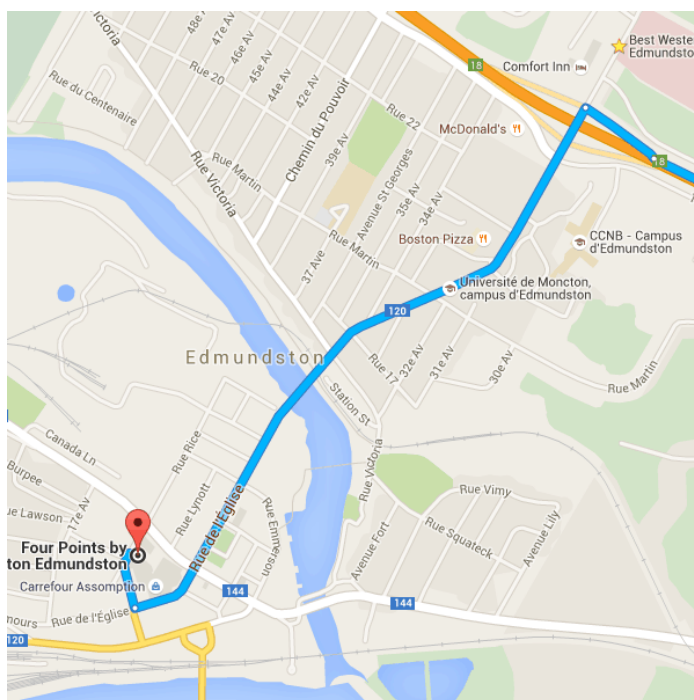 Victoria
48e Av
47e Av
46e Av
45e Av
44e Av
42e Av
Rue 20
Rue du Centenaire
Chemin du Pouvoir
Rue 22
18
Best Weste
Edmundsto
Comfort Inn
McDonald's
39e Av
Rue Martin
Rue Victoria
Avenue St Georges
35e Av
34e Av
18
37 Ave
Rue Martin
Boston Pizza
CCNB - Campus
d'Edmundston
Université de Moncton,
campus d'Edmundston
120
Edmundston
Rue 17
32e Av
31e Av
30e Av
Rue Martin
Station St
Canada Ln
Rue Rice
Rue Victoria
Burpee
17e Av
Rue Lynott
Rue de l'Église
Rue Emmerson
Rue Vimy
ue Lawson
Avenue Fort
Rue Squateck
Avenue Lily
Four Points by
ton Edmundston
Carrefour Assomption
144
144
Rue de l'Église
mours
120